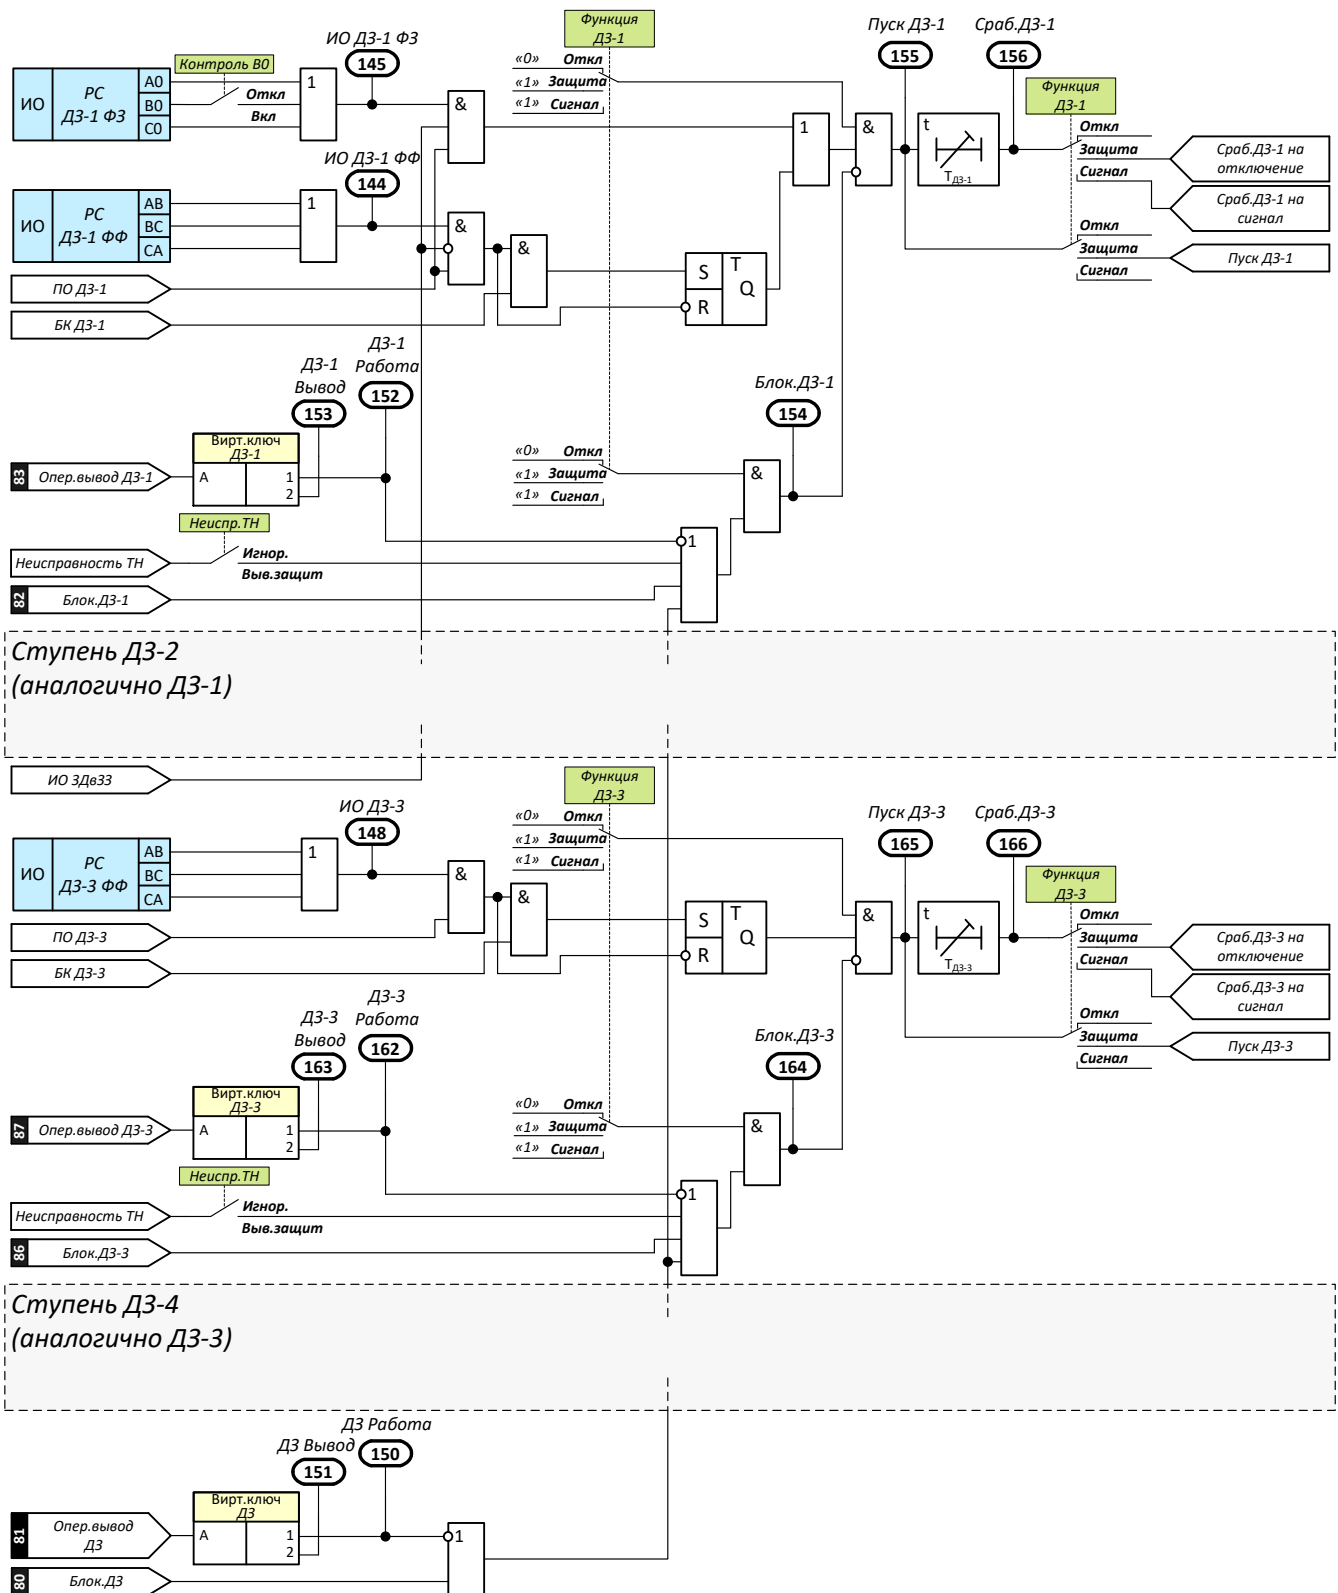 Функция
ДЗ-1
Пуск ДЗ-1
Сраб.ДЗ-1
ИО ДЗ-1 ФЗ
145
155
156
«0» Откл
«1» Защита
«1» Сигнал
Контроль В0
Откл
Вкл
ИО
РС
ДЗ-1 ФЗ
A0
B0
C0
1
&
1
&
t
TДЗ-1
Функция
ДЗ-1
Откл
Защита
Сигнал
Сраб.ДЗ-1 на
отключение
Сраб.ДЗ-1 на
сигнал
ИО ДЗ-1 ФФ
144
ИО
РС
ДЗ-1 ФФ
AB
BC
CA
1
&
&
S
T
Q
R
Откл
Защита
Сигнал
Пуск ДЗ-1
ПО ДЗ-1
БК ДЗ-1
ДЗ-1
Вывод
153
ДЗ-1
Работа
152
Блок.ДЗ-1
154
Вирт.ключ
ДЗ-1
A
1
2
83
Опер.вывод ДЗ-1
«0» Откл
«1» Защита
«1» Сигнал
&
Неиспр.ТН
Неисправность ТН
Игнор.
Выв.защит
1
82
Блок.ДЗ-1
Ступень ДЗ-2
(аналогично ДЗ-1)
ИО ЗДвЗЗ
Функция
ДЗ-3
Пуск ДЗ-3
Сраб.ДЗ-3
ИО ДЗ-3
148
165
166
«0» Откл
«1» Защита
«1» Сигнал
ИО
РС
ДЗ-3 ФФ
AB
BC
CA
1
&
&
S
T
Q
R
&
t
TДЗ-3
Функция
ДЗ-3
Откл
Защита
Сигнал
Сраб.ДЗ-3 на
отключение
Сраб.ДЗ-3 на
сигнал
Откл
Защита
Сигнал
Пуск ДЗ-3
ПО ДЗ-3
БК ДЗ-3
ДЗ-3
Вывод
163
ДЗ-3
Работа
162
Блок.ДЗ-3
164
Вирт.ключ
ДЗ-3
A
1
2
87
Опер.вывод ДЗ-3
«0» Откл
«1» Защита
«1» Сигнал
&
Неиспр.ТН
Неисправность ТН
Игнор.
Выв.защит
1
86
Блок.ДЗ-3
Ступень ДЗ-4
(аналогично ДЗ-3)
ДЗ Вывод
151
ДЗ Работа
150
Вирт.ключ
ДЗ
A
1
2
81
Опер.вывод
ДЗ
1
80
Блок.ДЗ